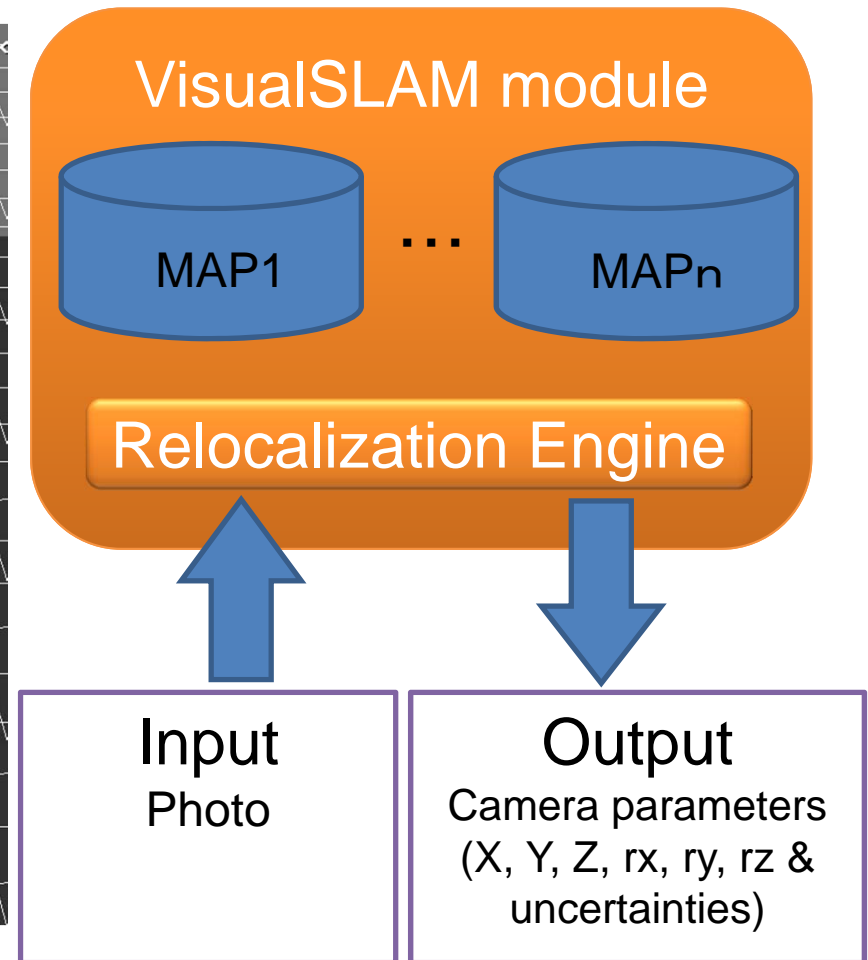 VisualSLAM module
MAP1
...
MAPn
Relocalization Engine
Input
Photo
Output
Camera parameters
(X, Y, Z, rx, ry, rz &
uncertainties)